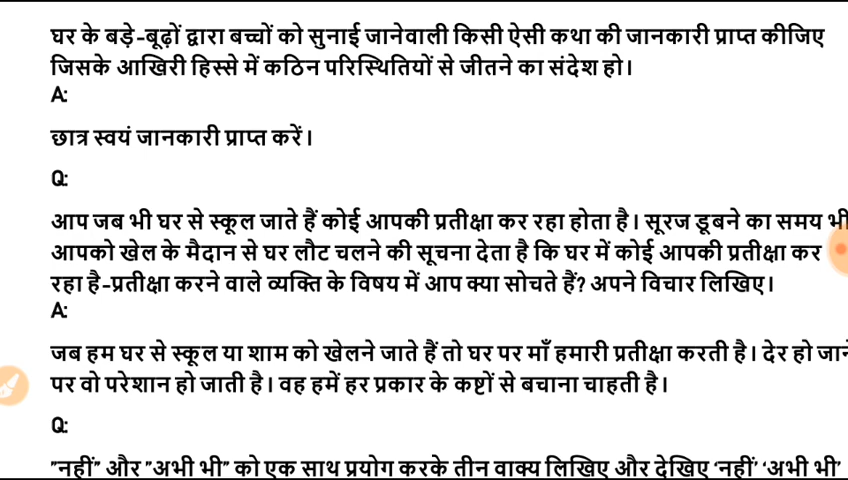 घर के बड़े-बूढ़ों द्वारा बच्चों को सुनाई जानेवाली किसी ऐसी कथा की जानकारी प्राप्त कीजिए
जिसके आखिरी हिस्से में कठिन परिस्थितियों से जीतने का संदेश हो।
A:
छात्र स्वयं जानकारी प्राप्त करें।
Q:
आप जब भी घर से स्कूल जाते हैं कोई आपकी प्रतीक्षा कर रहा होता है। सूरज डूबने का समय भी
आपको खेल के मैदान से घर लौट चलने की सूचना देता है कि घर में कोई आपकी प्रतीक्षा कर
रहा है-प्रतीक्षा करने वाले व्यक्ति के विषय में आप क्या सोचते हैं? अपने विचार लिखिए।
A:
जब हम घर से स्कूल या शाम को खेलने जाते हैं तो घर पर माँ हमारी प्रतीक्षा करती है। देर हो जाने
पर वो परेशान हो जाती है। वह हमें हर प्रकार के कष्टों से बचाना चाहती है।
Q:
"नहीं" और "अभी भी" को एक साथ प्रयोग करके तीन वाक्य लिखिए और देखिए 'नहीं' 'अभी भी'